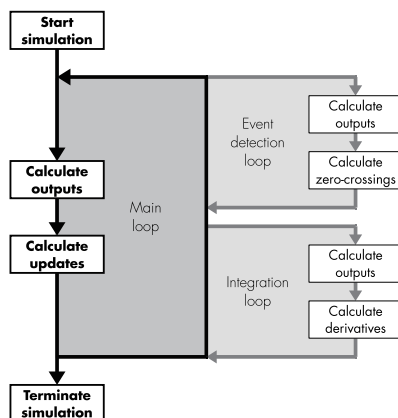 Start
simulation
Calculate
outputs
Event
detection
loop
Calculate
zero-crossings
Calculate
outputs
Main
loop
Calculate
updates
Calculate
outputs
Integration
loop
Calculate
derivatives
Terminate
simulation